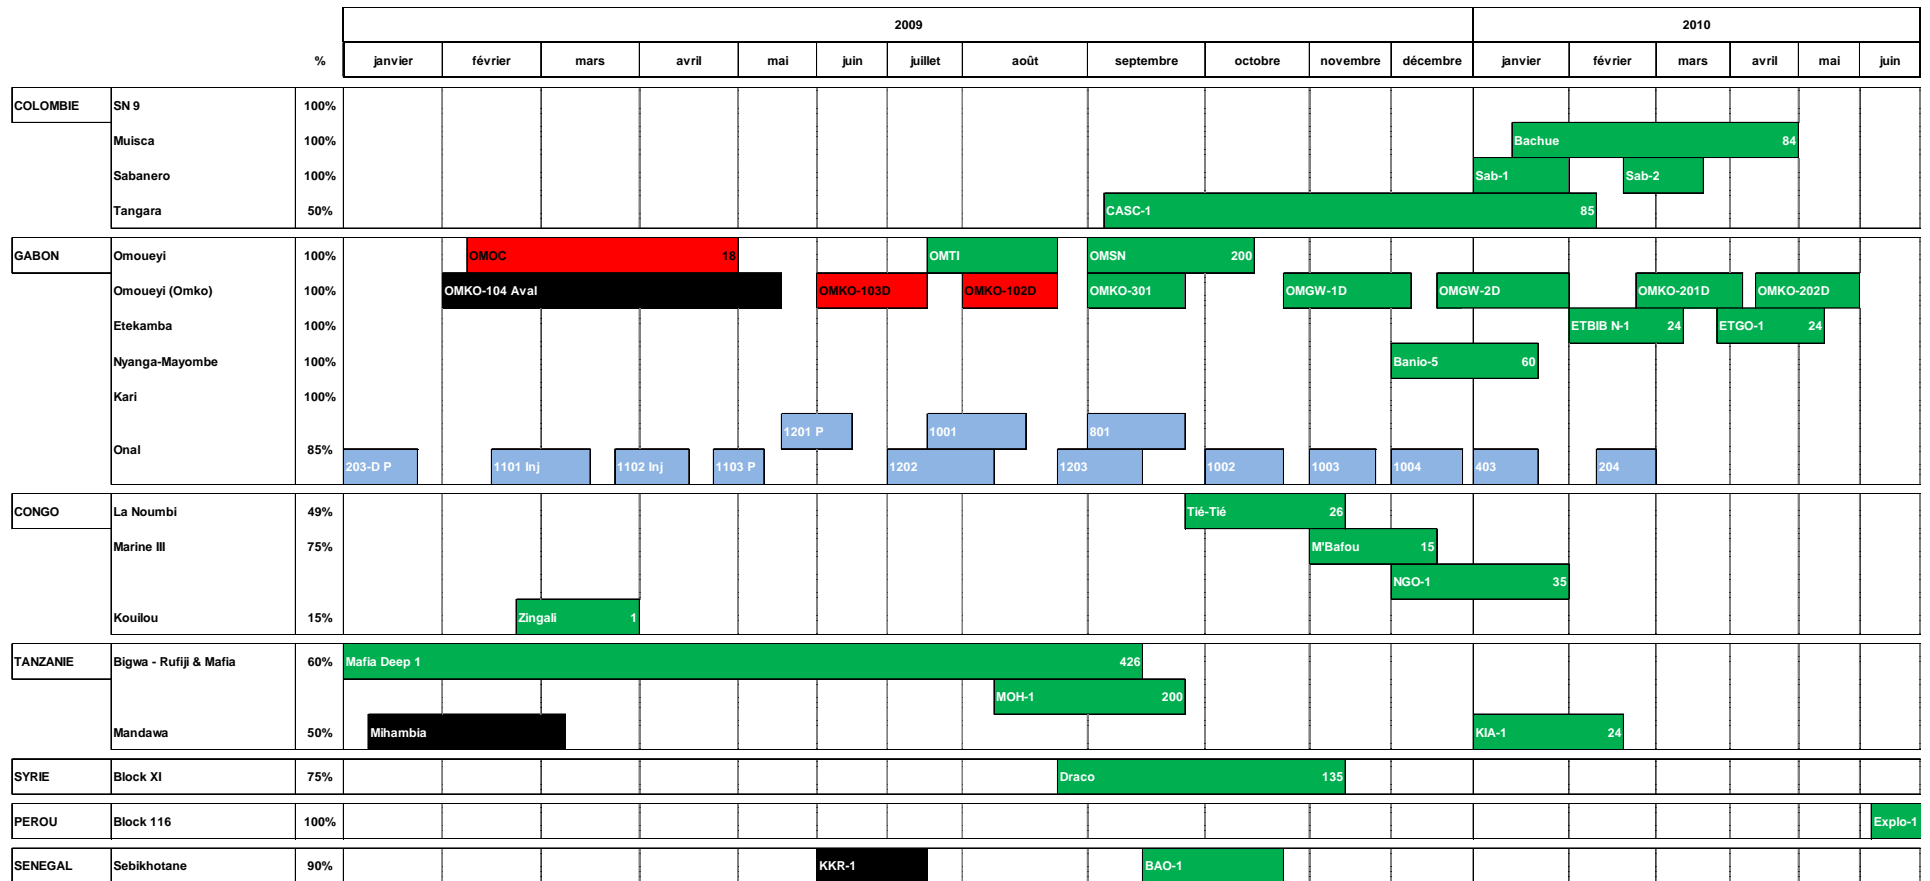 2009 2010
% janvier février mars avril mai juin juillet août septembre octobre novembre décembre janvier février mars avril mai juin
COLOMBIE SN 9 100%
Muisca 100% Bachue 84
Sabanero 100% Sab-1 Sab-2
Tangara 50% CASC-1 85
GABON Omoueyi 100% OMOC 18 OMTI OMSN 200
Omoueyi (Omko) 100% OMKO-104 Aval OMKO-103D OMKO-102D OMKO-301 OMGW-1D OMGW-2D OMKO-201D OMKO-202D
Etekamba 100% ETBIB N-1 24 ETGO-1 24
Nyanga-Mayombe 100% Banio-5 60
Kari 100%
1201 P 1001 801
Onal 85%
203-D P 1101 Inj 1102 Inj 1103 P 1202 1203 1002 1003 1004 403 204
CONGO La Noumbi 49% Tié-Tié 26
Marine III 75% M'Bafou 15
NGO-1 35
Kouilou 15% Zingali 1
TANZANIE Bigwa - Rufiji & Mafia 60% Mafia Deep 1 426
MOH-1 200
Mandawa 50% Mihambia KIA-1 24
SYRIE Block XI 75% Draco 135
PEROU Block 116 100% Explo-1
SENEGAL Sebikhotane 90% KKR-1 BAO-1